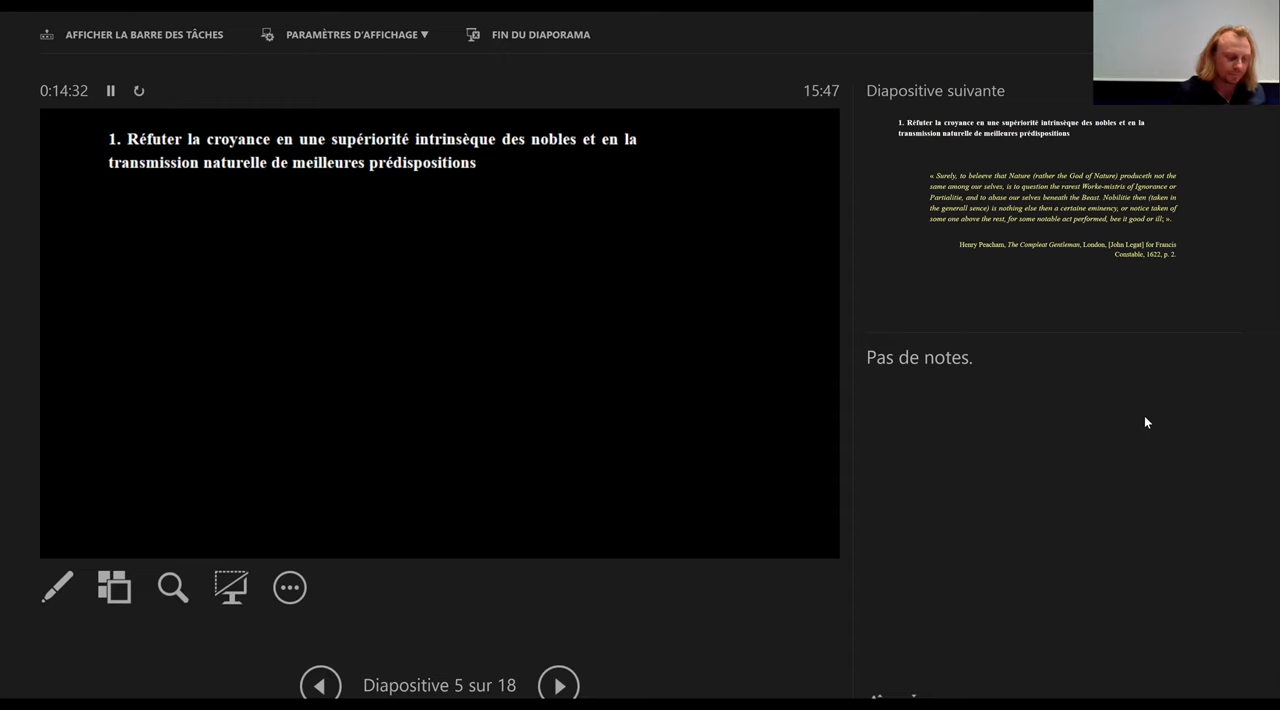 AFFICHER LA BARRE DES TÂCHES
PARAMÈTRES D'AFFICHAGE ▼
FIN DU DIAPORAMA
0:14:32
15:47
1. Réfuter la croyance en une supériorité intrinsèque des nobles et en la
transmission naturelle de meilleures prédispositions
Diapositive 5 sur 18
Diapositive suivante
1. Réfuter la croyance en une supériorité intrinsèque des nobles et en la
transmission naturelle de meilleures prédispositions
« Surely, to beleeve that Nature (rather the God of Nature) produceth not the
same among our selves, is to question the rarest Worke-mistris of Ignorance or
Partialitie, and to abase our selves beneath the Beast. Nobilitie then (taken in
the generall sence) is nothing else then a certaine eminency, or notice taken of
some one above the rest, for some notable act performed, bee it good or ill; ».
Henry Peacham, The Compleat Gentleman, London, [John Legat] for Francis
Constable, 1622, p. 2.
Pas de notes.